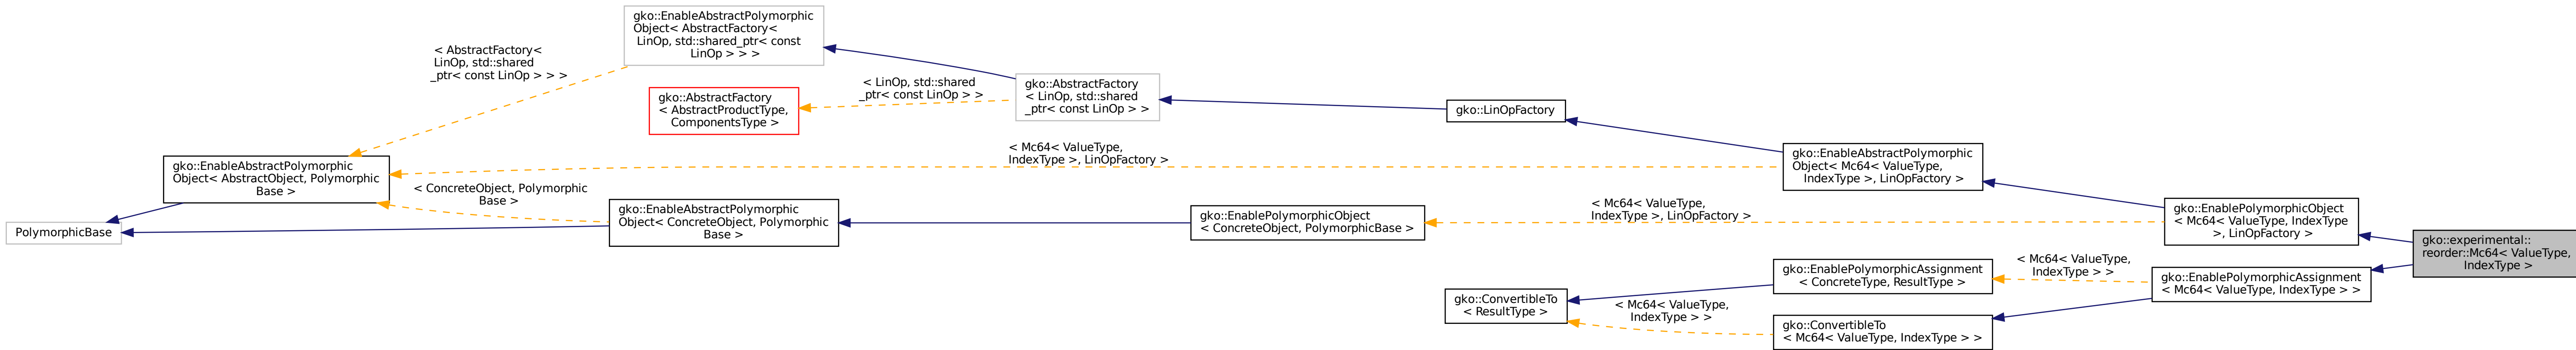 gko::EnableAbstractPolymorphic
Object< AbstractFactory<
LinOp, std::shared_ptr< const
LinOp > > >
< AbstractFactory<
LinOp, std::shared
_ptr< const LinOp > > >
gko::AbstractFactory
< AbstractProductType,
ComponentsType >
< LinOp, std::shared
_ptr< const LinOp > >
gko::AbstractFactory
< LinOp, std::shared
_ptr< const LinOp > >
gko::LinOpFactory
gko::EnableAbstractPolymorphic
Object< AbstractObject, Polymorphic
Base >
< Mc64< ValueType,
IndexType >, LinOpFactory >
gko::EnableAbstractPolymorphic
Object< Mc64< ValueType,
IndexType >, LinOpFactory >
< ConcreteObject, Polymorphic
Base >
PolymorphicBase
gko::EnableAbstractPolymorphic
Object< ConcreteObject, Polymorphic
Base >
gko::EnablePolymorphicObject
< ConcreteObject, PolymorphicBase >
< Mc64< ValueType,
IndexType >, LinOpFactory >
gko::EnablePolymorphicObject
< Mc64< ValueType, IndexType
>, LinOpFactory >
gko::experimental::
reorder::Mc64< ValueType,
IndexType >
gko::ConvertibleTo
< ResultType >
gko::EnablePolymorphicAssignment
< ConcreteType, ResultType >
< Mc64< ValueType,
IndexType > >
gko::EnablePolymorphicAssignment
< Mc64< ValueType, IndexType > >
< Mc64< ValueType,
IndexType > >
gko::ConvertibleTo
< Mc64< ValueType, IndexType > >